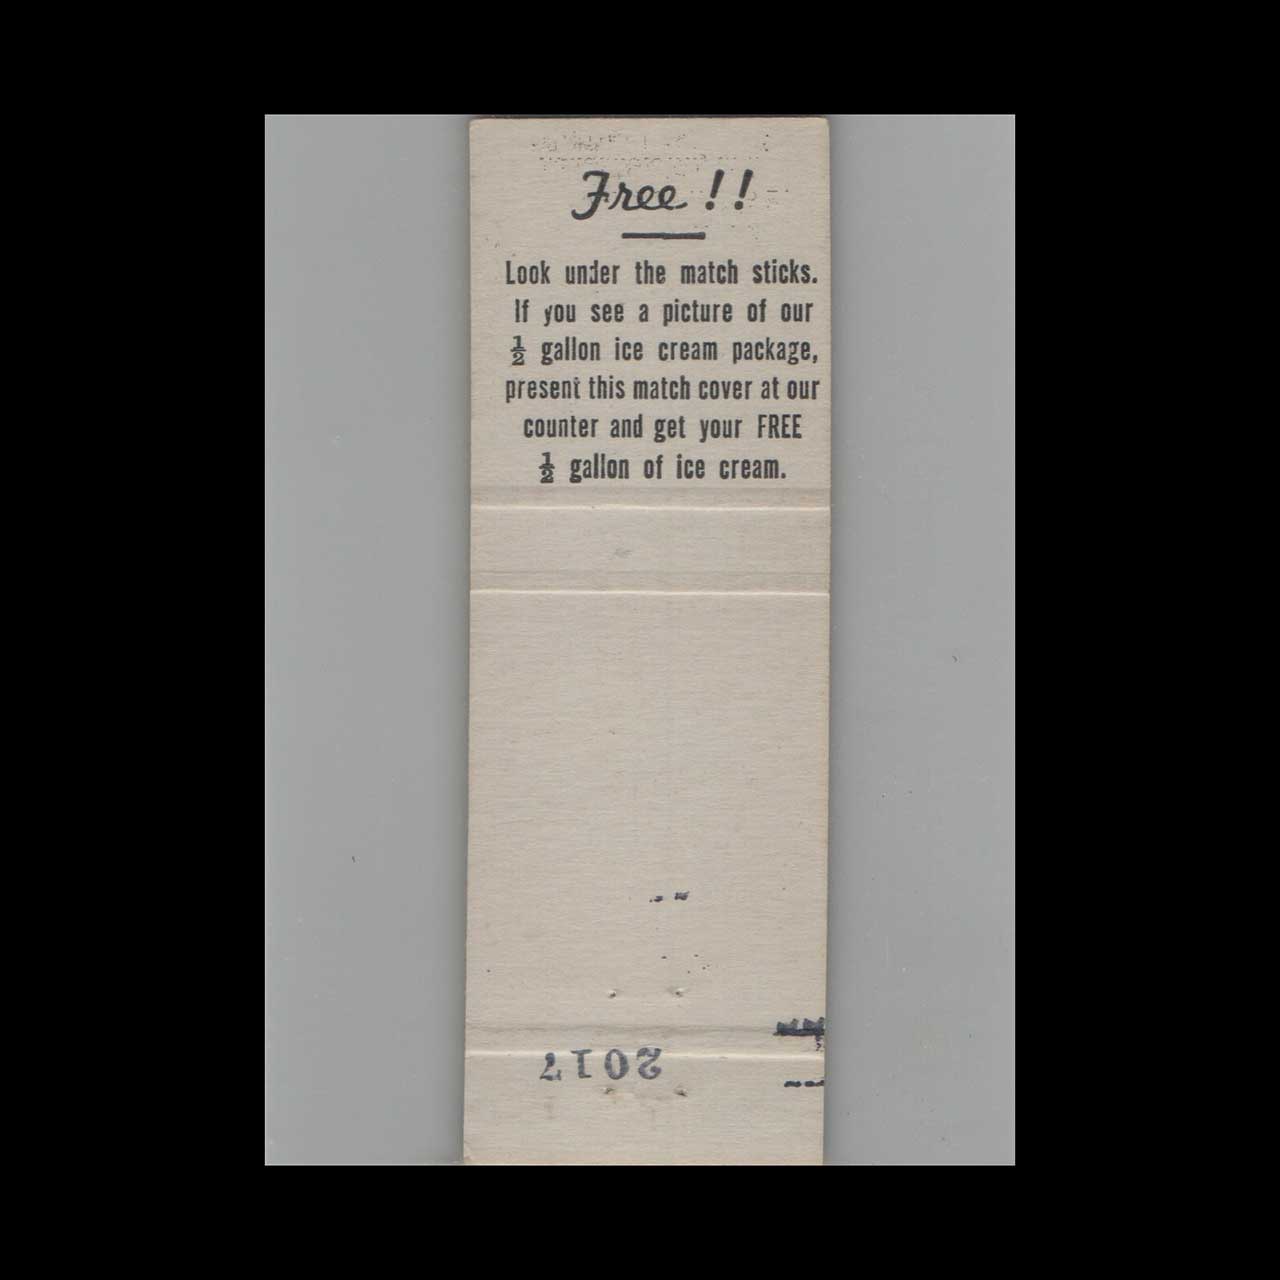 Free !!
Look under the match sticks.
If you see a picture of our
½ gallon ice cream package,
present this match cover at our
counter and get your FREE
½ gallon of ice cream.
2017